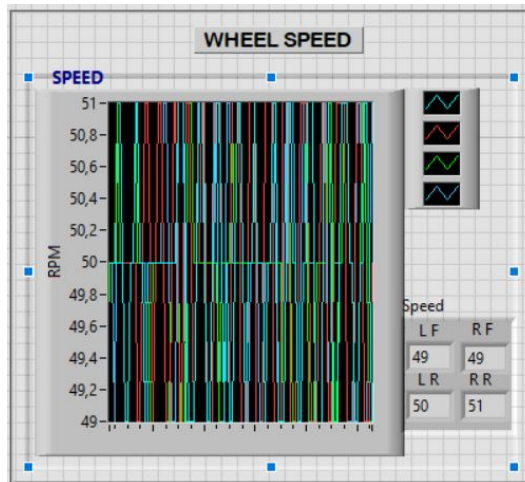 WHEEL SPEED
SPEED
51
50,8
50,6
50,4
50,2
50
49,8
49,6
49,4
49,2
49
RPM
Speed
L F R F
49 49
L R R R
50 51